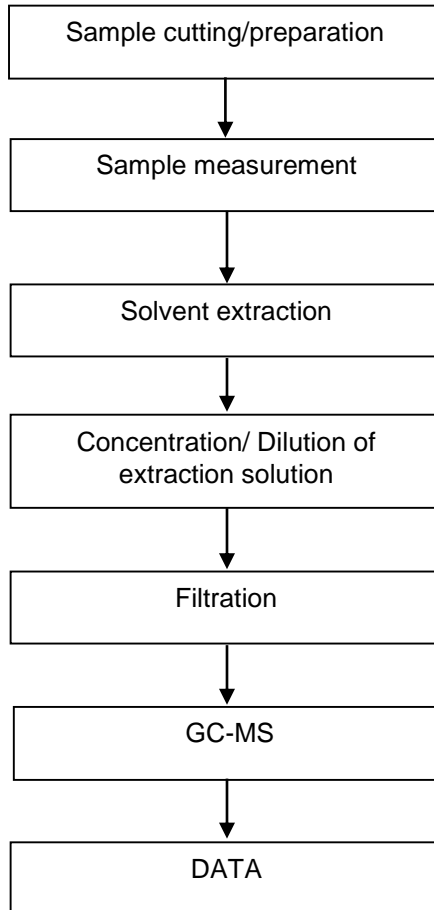 Sample cutting/preparation
Sample measurement
Solvent extraction
Concentration/ Dilution of
extraction solution
Filtration
GC-MS
DATA